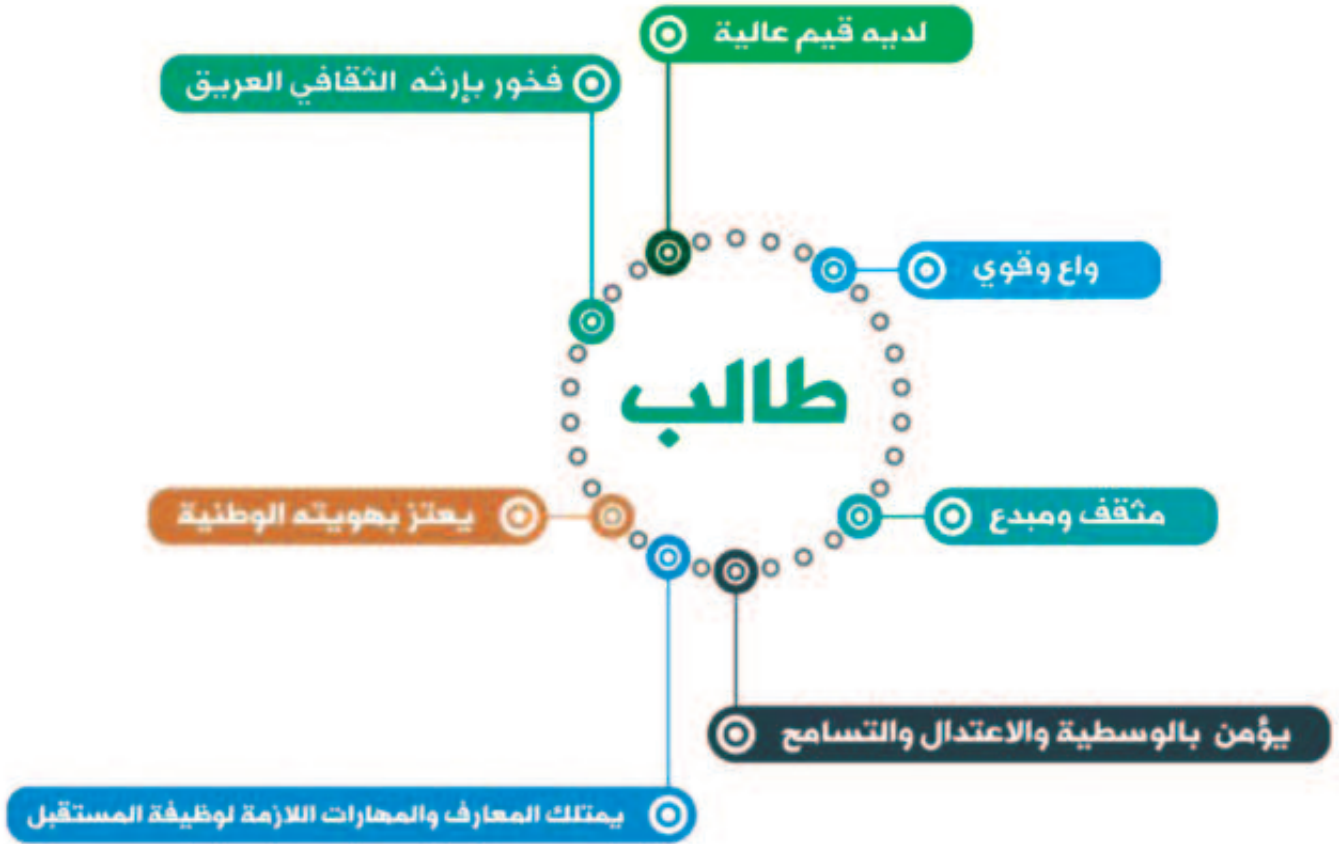 لديه قيم عالية
فخور بإرثه الثقافي العريق
واع وقوي
طالب
يعتز بهويته الوطنية
مثقف ومبدع
يؤمن بالوسطية والاعتدال والتسامح
يمتلك المعارف والمهارات اللازمة لوظيفة المستقبل